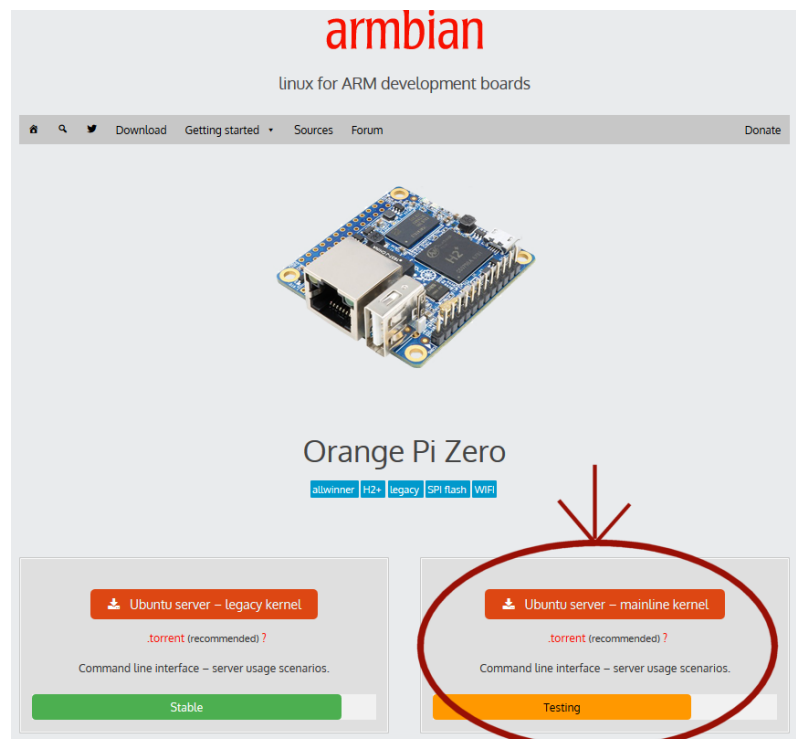 armbian
linux for ARM development boards
Download Getting started Sources Forum Donate
H2+
Orange Pi Zero
allwinner H2+ legacy SPI flash WIFI
Ubuntu server – legacy kernel
.torrent (recommended) ?
Command line interface – server usage scenarios.
Stable
Ubuntu server – mainline kernel
.torrent (recommended) ?
Command line interface – server usage scenarios.
Testing